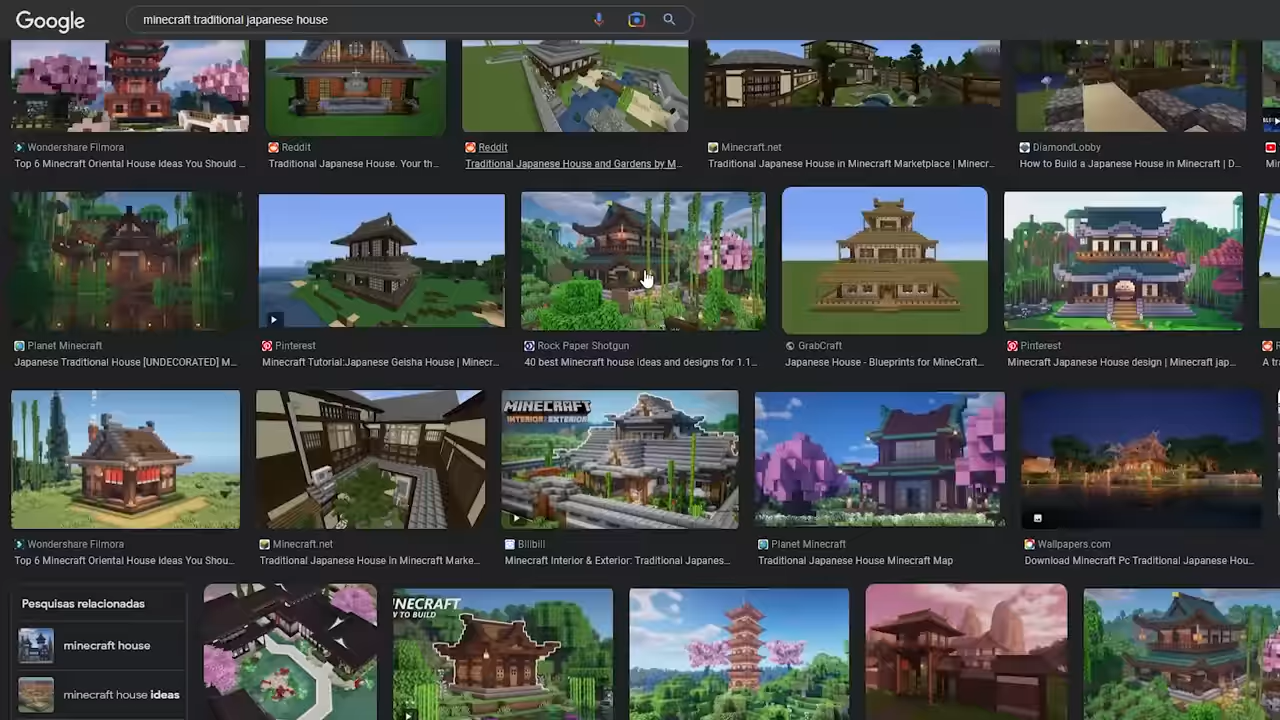 Google
minecraft traditional japanese house
Wondershare Filmora
Top 6 Minecraft Oriental House Ideas You Should ...
Reddit
Traditional Japanese House. Your th...
Reddit
Traditional Japanese House and Gardens by M...
Minecraft.net
Traditional Japanese House in Minecraft Marketplace | Minecr...
DiamondLobby
How to Build a Japanese House in Minecraft | D...
Planet Minecraft
Japanese Traditional House [UNDECORATED] M...
Pinterest
Minecraft Tutorial:Japanese Geisha House | Minecr...
Rock Paper Shotgun
40 best Minecraft house ideas and designs for 1.1...
GrabCraft
Japanese House - Blueprints for MineCraft...
Pinterest
Minecraft Japanese House design | Minecraft jap...
A tr
MINECRAFT
INTERIOR EXTERIOR
Wondershare Filmora
Top 6 Minecraft Oriental House Ideas You Shou...
Minecraft.net
Traditional Japanese House in Minecraft Marke...
Bilibili
Minecraft Interior & Exterior: Traditional Japanes...
Planet Minecraft
Traditional Japanese House Minecraft Map
Wallpapers.com
Download Minecraft Pc Traditional Japanese Hou...
Pesquisas relacionadas
minecraft house
minecraft house ideas
NECRAFT
W TO BUILD